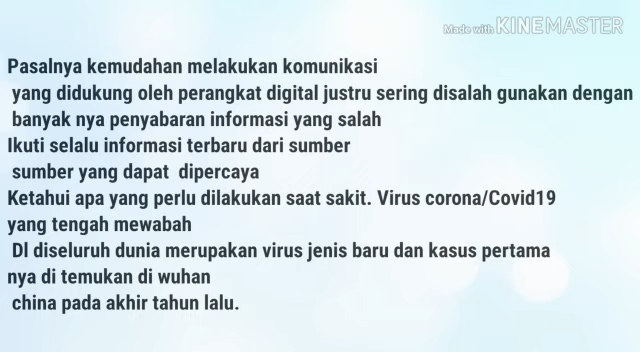 Made with KINEMASTER
Pasalnya kemudahan melakukan komunikasi
yang didukung oleh perangkat digital justru sering disalah gunakan dengan
banyak nya penyabaran informasi yang salah
Ikuti selalu informasi terbaru dari sumber
sumber yang dapat dipercaya
Ketahui apa yang perlu dilakukan saat sakit. Virus corona/Covid19
yang tengah mewabah
Dl diseluruh dunia merupakan virus jenis baru dan kasus pertama
nya di temukan di wuhan
china pada akhir tahun lalu.